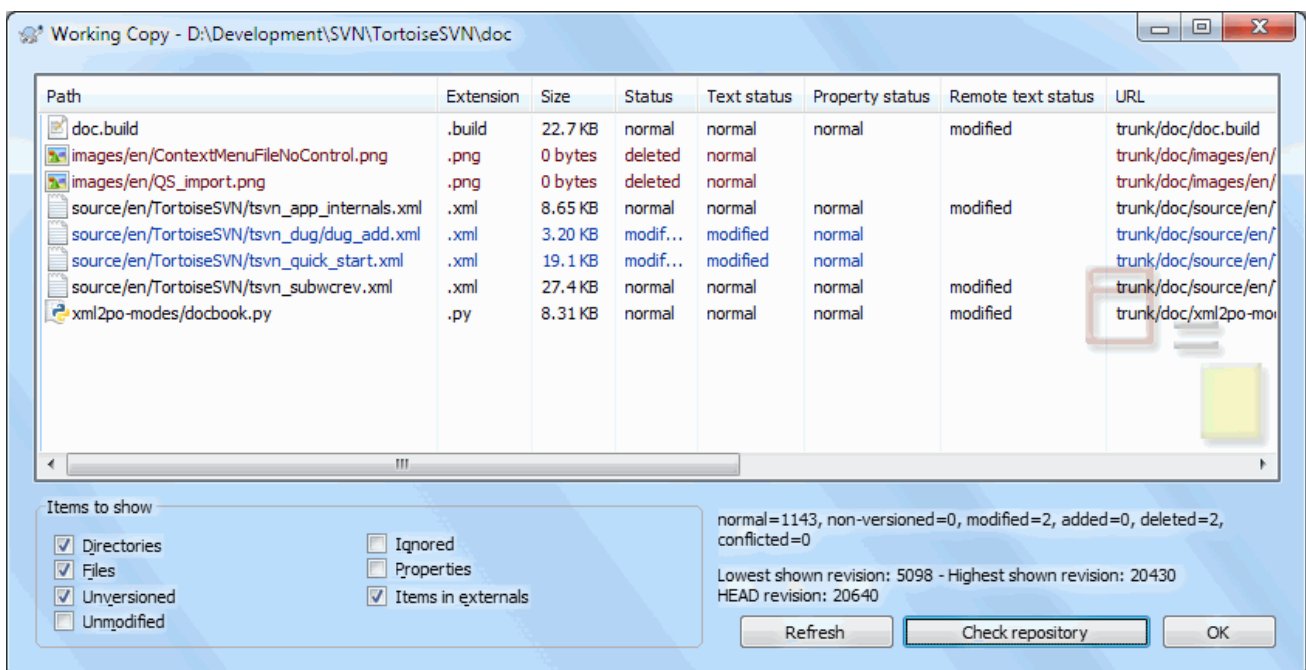 Working Copy - D:\Development\SVN\TortoiseSVN\doc
Path Extension Size Status Text status Property status Remote text status URL
doc.build .build 22.7 KB normal normal normal modified trunk/doc/doc.build
images/en/ContextMenuFileNoControl.png .png 0 bytes deleted normal trunk/doc/images/en/
images/en/QS_import.png .png 0 bytes deleted normal trunk/doc/images/en/
source/en/TortoiseSVN/tsvn_app_internals.xml .xml 8.65 KB normal normal normal modified trunk/doc/source/en/
source/en/TortoiseSVN/tsvn_dug/dug_add.xml .xml 3.20 KB modif... modified normal trunk/doc/source/en/
source/en/TortoiseSVN/tsvn_quick_start.xml .xml 19.1 KB modif... modified normal trunk/doc/source/en/
source/en/TortoiseSVN/tsvn_subwcrev.xml .xml 27.4 KB normal normal normal modified trunk/doc/source/en/
xml2po-modes/docbook.py .py 8.31 KB normal normal normal modified trunk/doc/xml2po-mo
Items to show
Directories
Files
Unversioned
Unmodified
Ignored
Properties
Items in externals
normal=1143, non-versioned=0, modified=2, added=0, deleted=2,
conflicted=0
Lowest shown revision: 5098 - Highest shown revision: 20430
HEAD revision: 20640
Refresh Check repository OK